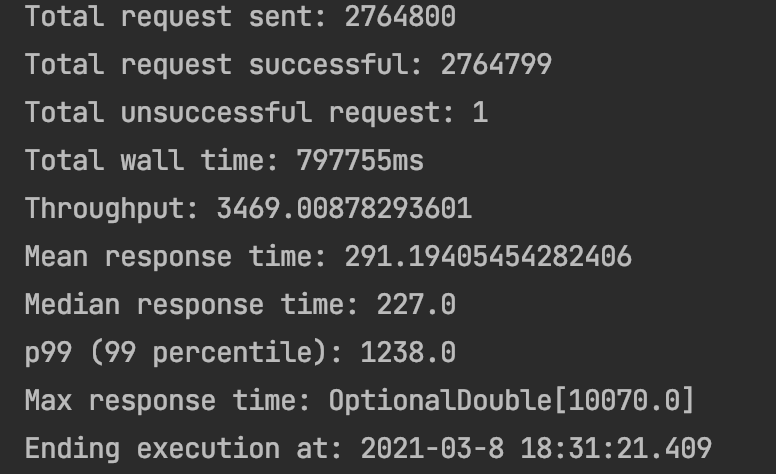 Total request sent: 2764800
Total request successful: 2764799
Total unsuccessful request: 1
Total wall time: 797755ms
Throughput: 3469.00878293601
Mean response time: 291.19405454282406
Median response time: 227.0
p99 (99 percentile): 1238.0
Max response time: OptionalDouble[10070.0]
Ending execution at: 2021-03-8 18:31:21.409